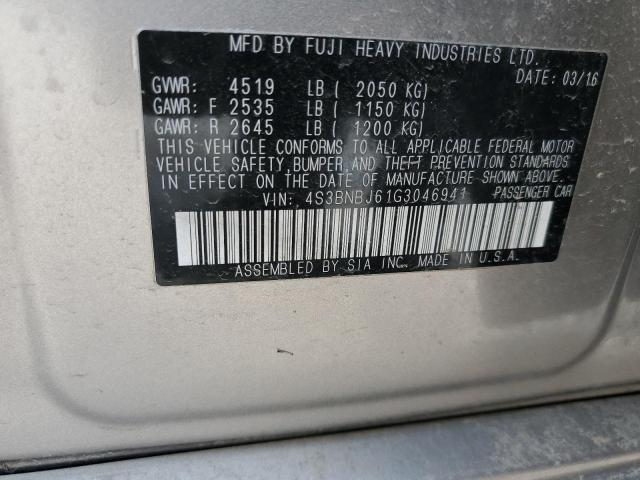 MFD BY FUJI HEAVY INDUSTRIES LTD.
DATE: 03/16
GVWR: 4519 LB ( 2050 KG)
GAWR: F 2535 LB ( 1150 KG)
GAWR: R 2645 LB ( 1200 KG)
THIS VEHICLE CONFORMS TO ALL APPLICABLE FEDERAL MOTOR
VEHICLE SAFETY, BUMPER, AND THEFT PREVENTION STANDARDS
IN EFFECT ON THE DATE OF MANUFACTURE SHOWN ABOVE.
VIN: 4S3BNBJ61G3046941 PASSENGER CAR
ASSEMBLED BY SIA INC. MADE IN U.S.A.